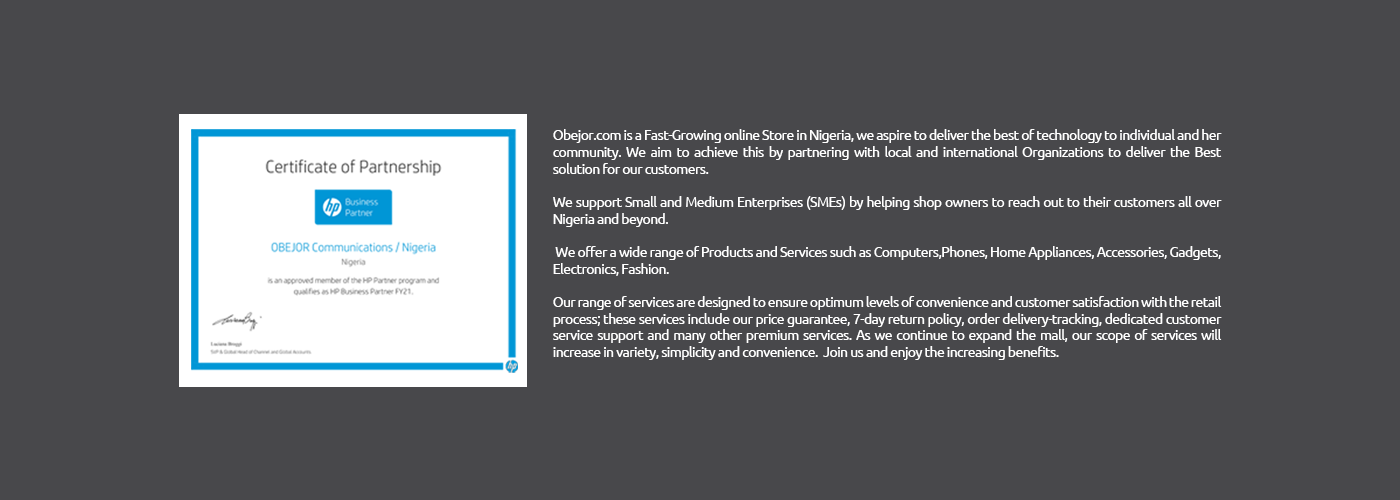 Certificate of Partnership
hp
Business
Partner
OBEJOR Communications / Nigeria
Nigeria
is an approved member of the HP Partner program and
qualifies as HP Business Partner FY21.
Luciana Broggi
SVP & Global Head of Channel and Global Accounts
hp
Obejor.com is a Fast-Growing online Store in Nigeria, we aspire to deliver the best of technology to individual and her
community. We aim to achieve this by partnering with local and international Organizations to deliver the Best
solution for our customers.
We support Small and Medium Enterprises (SMEs) by helping shop owners to reach out to their customers all over
Nigeria and beyond.
We offer a wide range of Products and Services such as Computers,Phones, Home Appliances, Accessories, Gadgets,
Electronics, Fashion.
Our range of services are designed to ensure optimum levels of convenience and customer satisfaction with the retail
process; these services include our price guarantee, 7-day return policy, order delivery-tracking, dedicated customer
service support and many other premium services. As we continue to expand the mall, our scope of services will
increase in variety, simplicity and convenience. Join us and enjoy the increasing benefits.